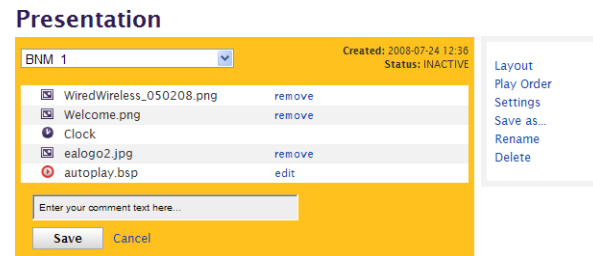 Presentation
BNM 1
Created: 2008-07-24 12:36
Status: INACTIVE
WiredWireless_050208.png remove
Welcome.png remove
Clock
ealogo2.jpg remove
autoplay.bsp edit
Enter your comment text here...
Save Cancel
Layout
Play Order
Settings
Save as...
Rename
Delete